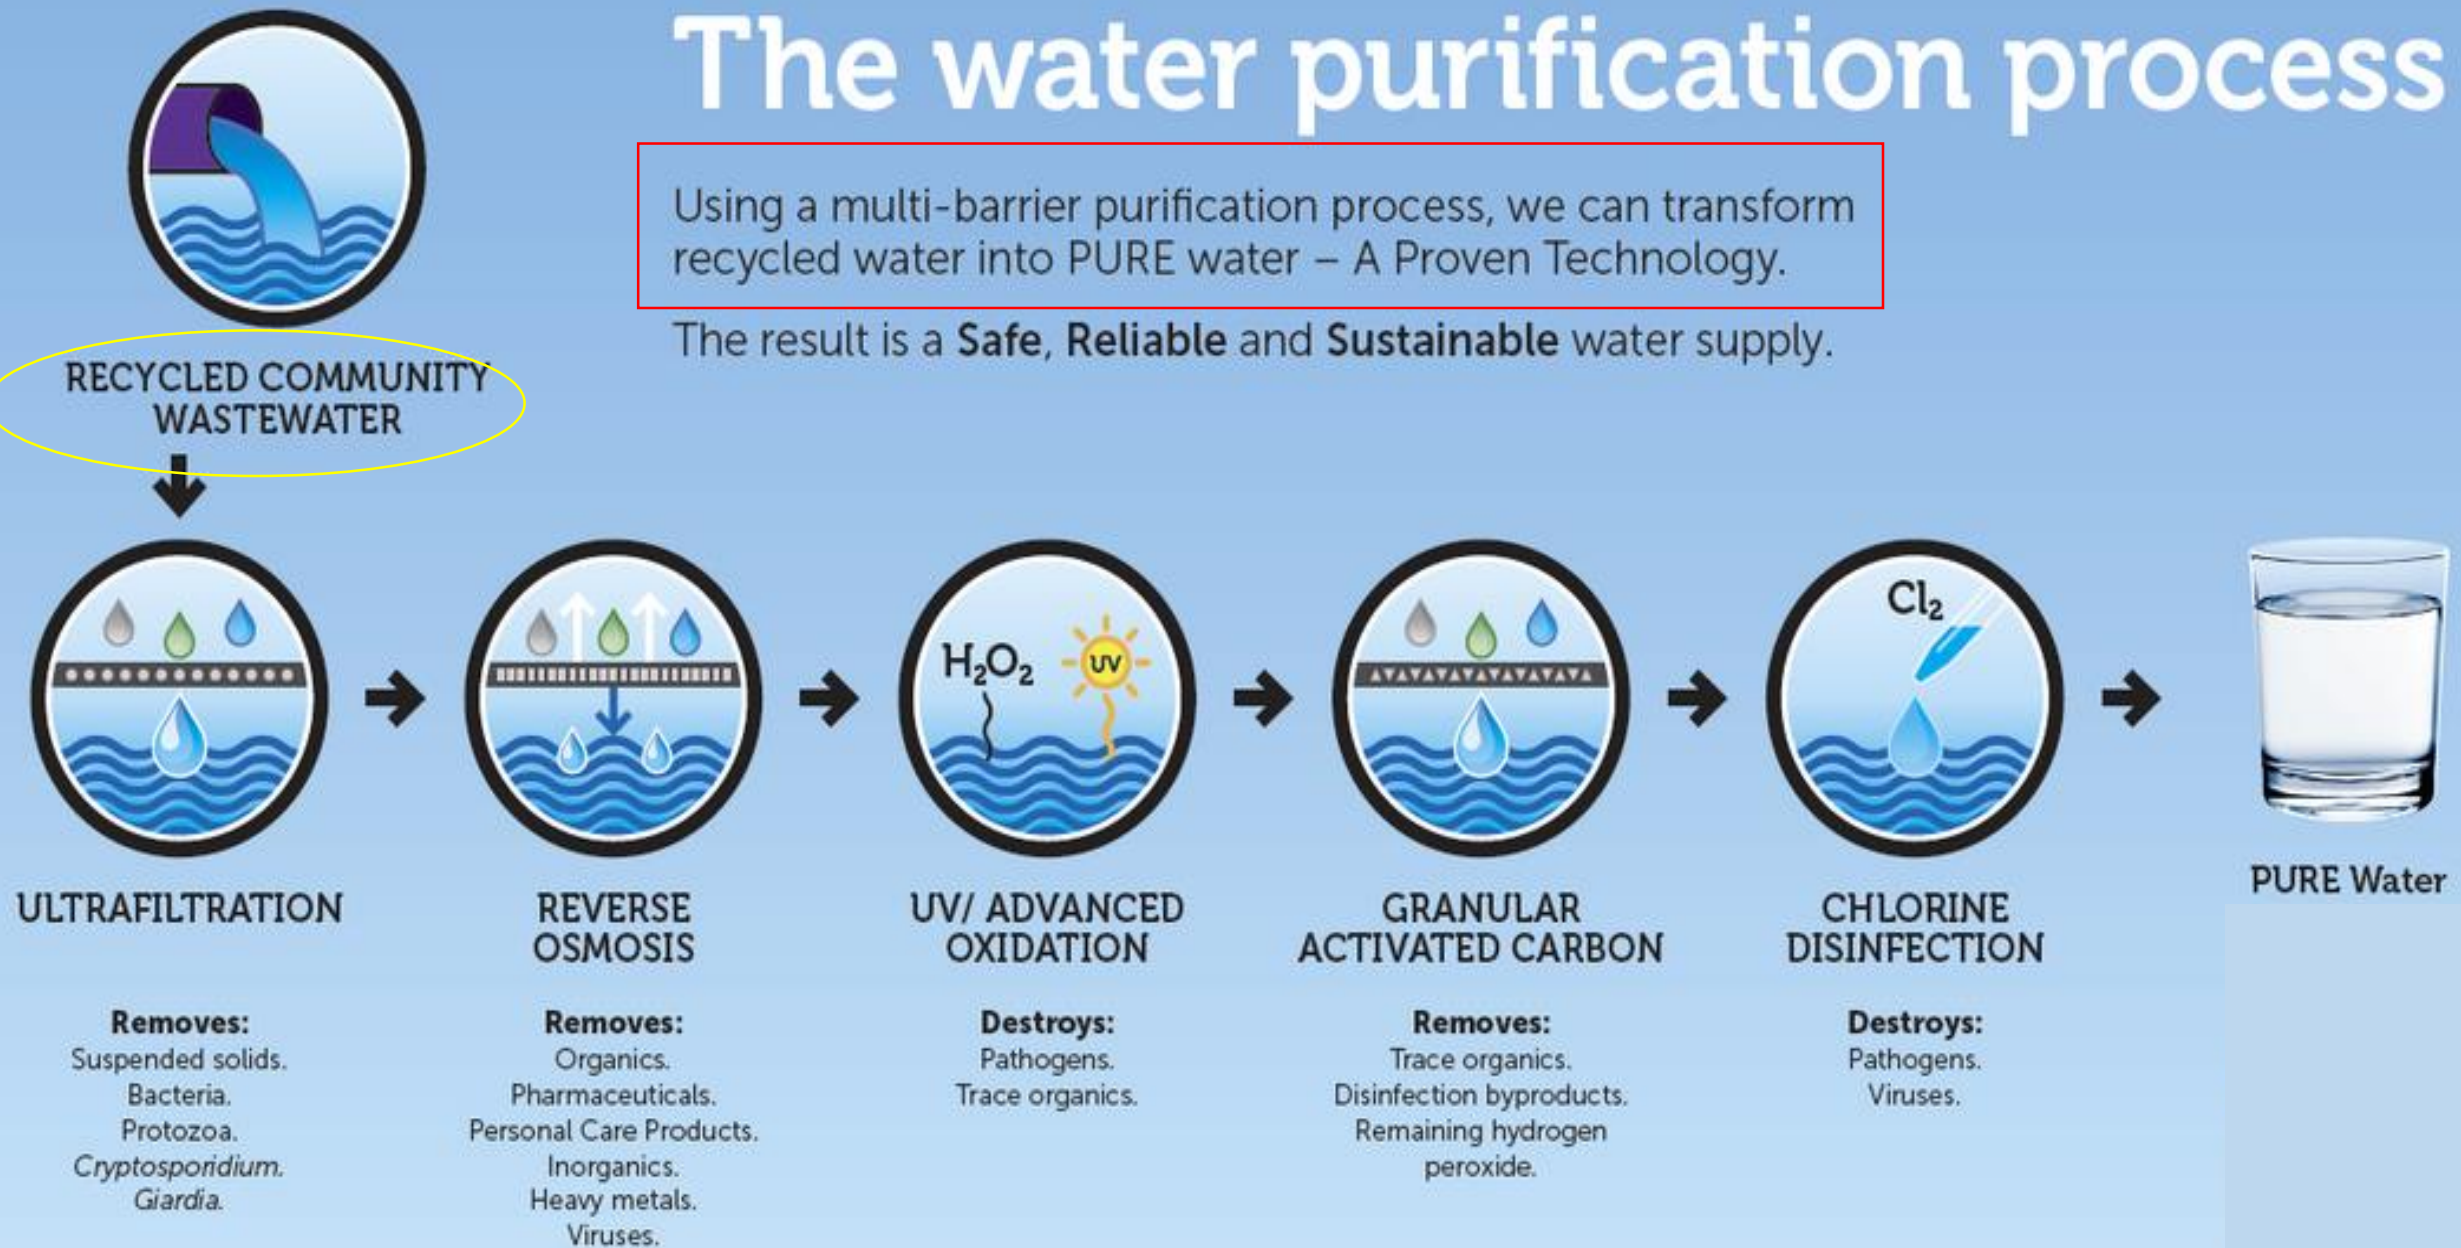 The water purification process
Using a multi-barrier purification process, we can transform
recycled water into PURE water – A Proven Technology.
The result is a Safe, Reliable and Sustainable water supply.
RECYCLED COMMUNITY
WASTEWATER
H₂O₂
UV
Cl₂
ULTRAFILTRATION
Removes:
Suspended solids.
Bacteria.
Protozoa.
Cryptosporidium.
Giardia.
REVERSE
OSMOSIS
Removes:
Organics.
Pharmaceuticals.
Personal Care Products.
Inorganics.
Heavy metals.
Viruses.
UV/ ADVANCED
OXIDATION
Destroys:
Pathogens.
Trace organics.
GRANULAR
ACTIVATED CARBON
Removes:
Trace organics.
Disinfection byproducts.
Remaining hydrogen
peroxide.
CHLORINE
DISINFECTION
Destroys:
Pathogens.
Viruses.
PURE Water